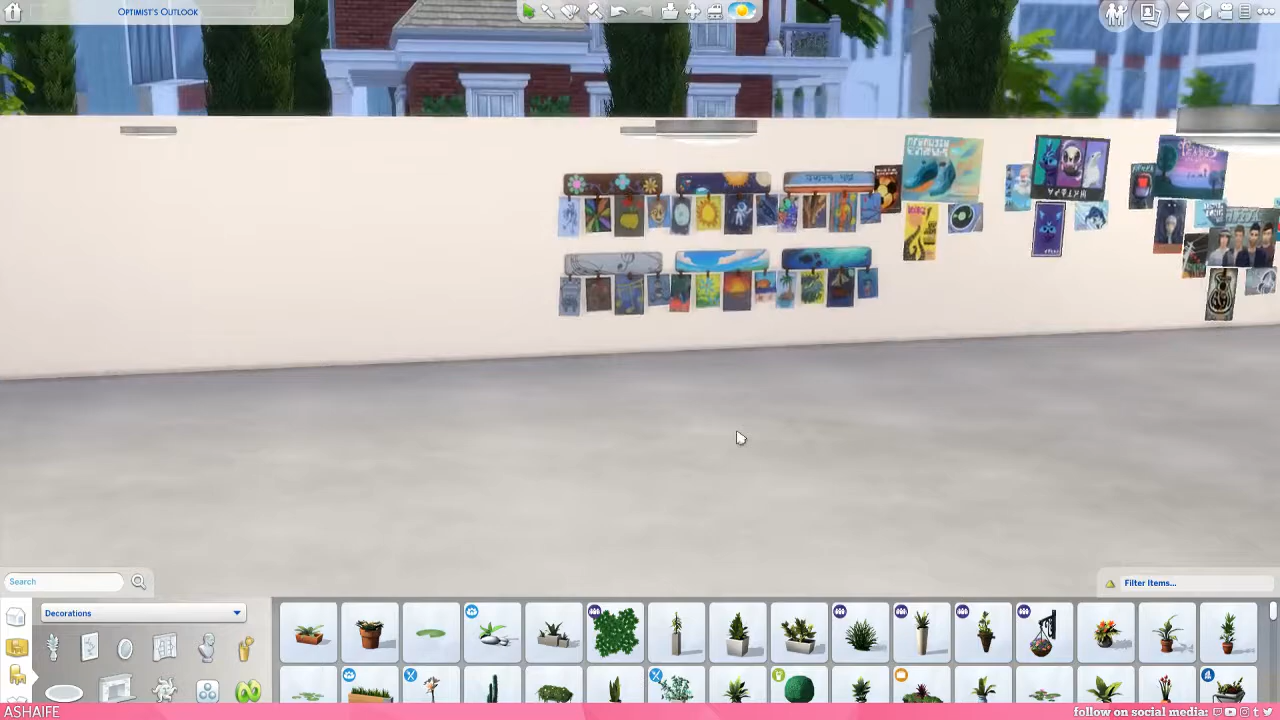 OPTIMIST'S OUTLOOK
Search
Filter Items...
Decorations
ASHAIFE
follow on social media: